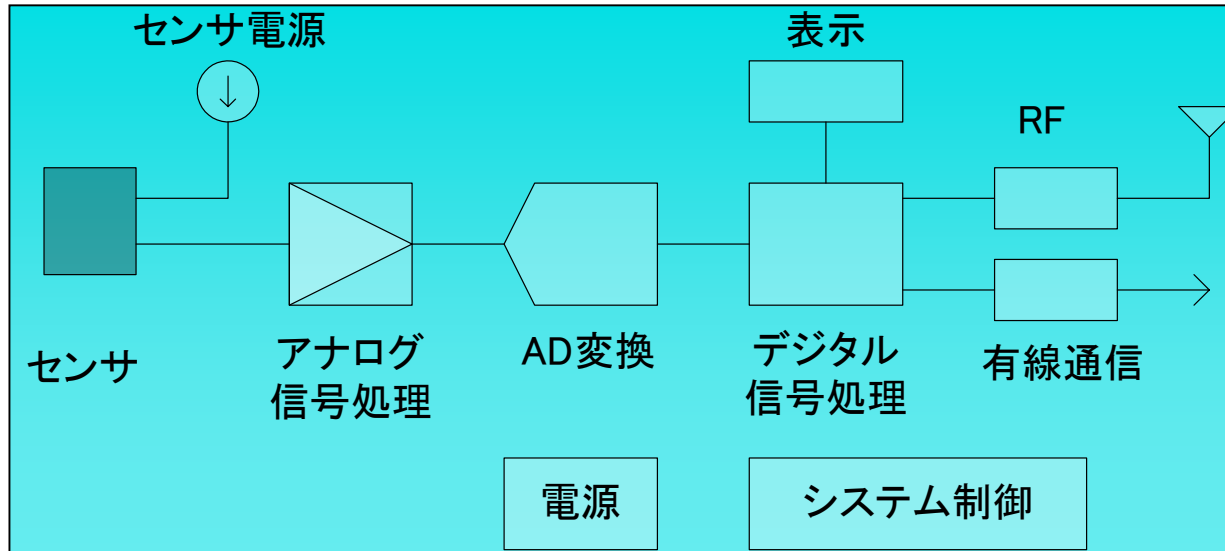 センサ電源
表示
RF
センサ
アナログ
信号処理
AD変換
デジタル
信号処理
有線通信
電源
システム制御